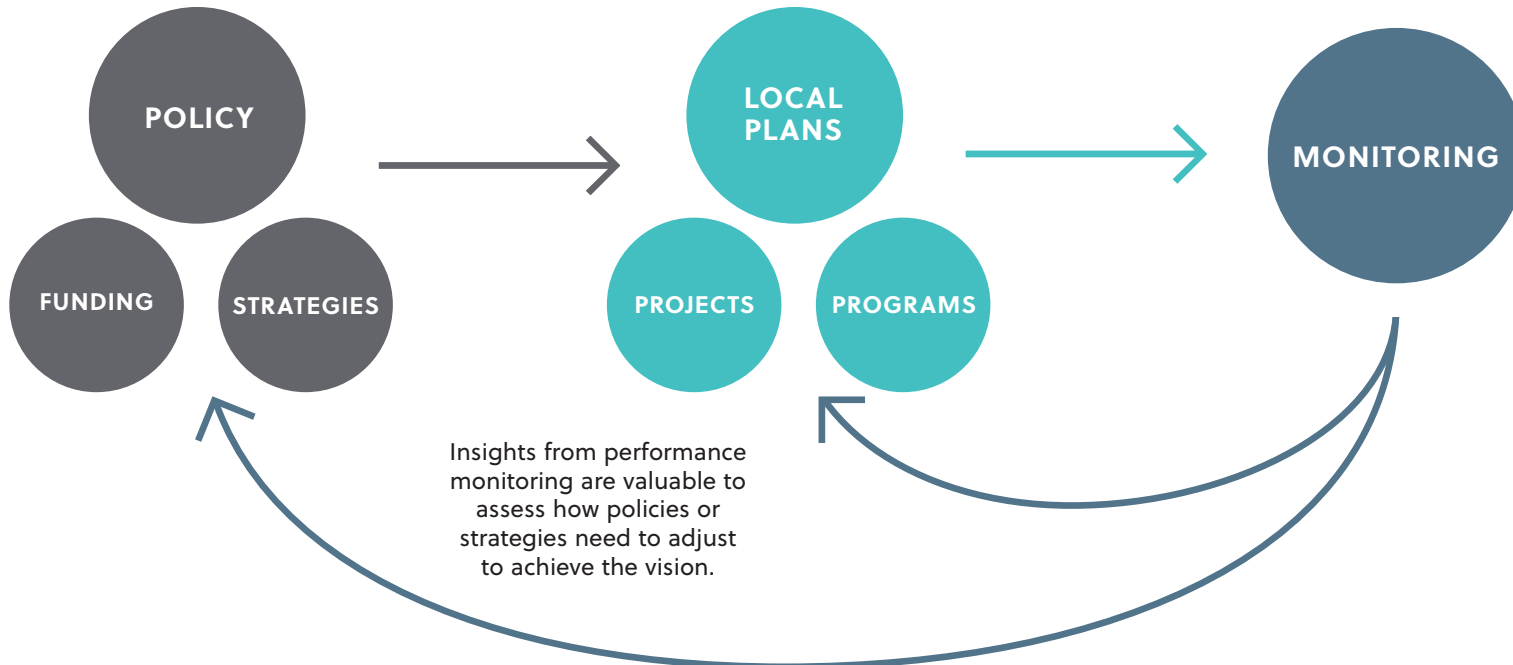 POLICY
FUNDING
STRATEGIES
LOCAL
PLANS
PROJECTS
PROGRAMS
MONITORING
Insights from performance
monitoring are valuable to
assess how policies or
strategies need to adjust
to achieve the vision.